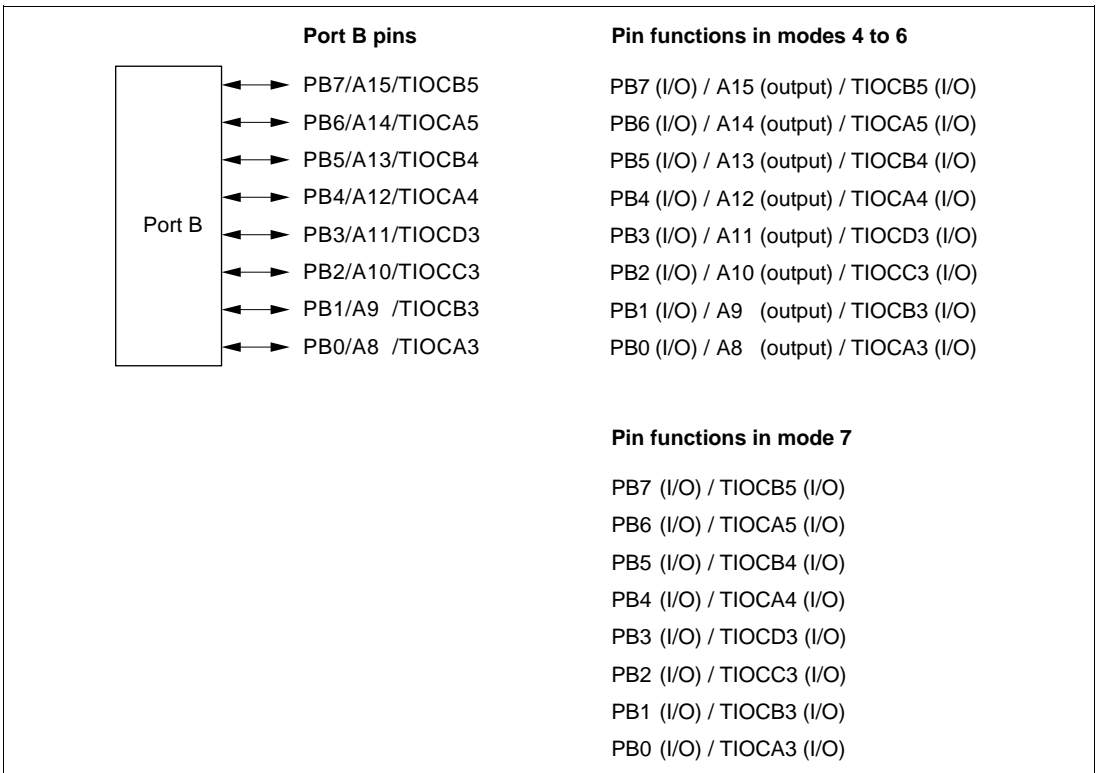 Port B pins
Pin functions in modes 4 to 6
Port B
PB7/A15/TIOCB5
PB7 (I/O) / A15 (output) / TIOCB5 (I/O)
PB6/A14/TIOCA5
PB6 (I/O) / A14 (output) / TIOCA5 (I/O)
PB5/A13/TIOCB4
PB5 (I/O) / A13 (output) / TIOCB4 (I/O)
PB4/A12/TIOCA4
PB4 (I/O) / A12 (output) / TIOCA4 (I/O)
PB3/A11/TIOCD3
PB3 (I/O) / A11 (output) / TIOCD3 (I/O)
PB2/A10/TIOCC3
PB2 (I/O) / A10 (output) / TIOCC3 (I/O)
PB1/A9 /TIOCB3
PB1 (I/O) / A9 (output) / TIOCB3 (I/O)
PB0/A8 /TIOCA3
PB0 (I/O) / A8 (output) / TIOCA3 (I/O)
Pin functions in mode 7
PB7 (I/O) / TIOCB5 (I/O)
PB6 (I/O) / TIOCA5 (I/O)
PB5 (I/O) / TIOCB4 (I/O)
PB4 (I/O) / TIOCA4 (I/O)
PB3 (I/O) / TIOCD3 (I/O)
PB2 (I/O) / TIOCC3 (I/O)
PB1 (I/O) / TIOCB3 (I/O)
PB0 (I/O) / TIOCA3 (I/O)